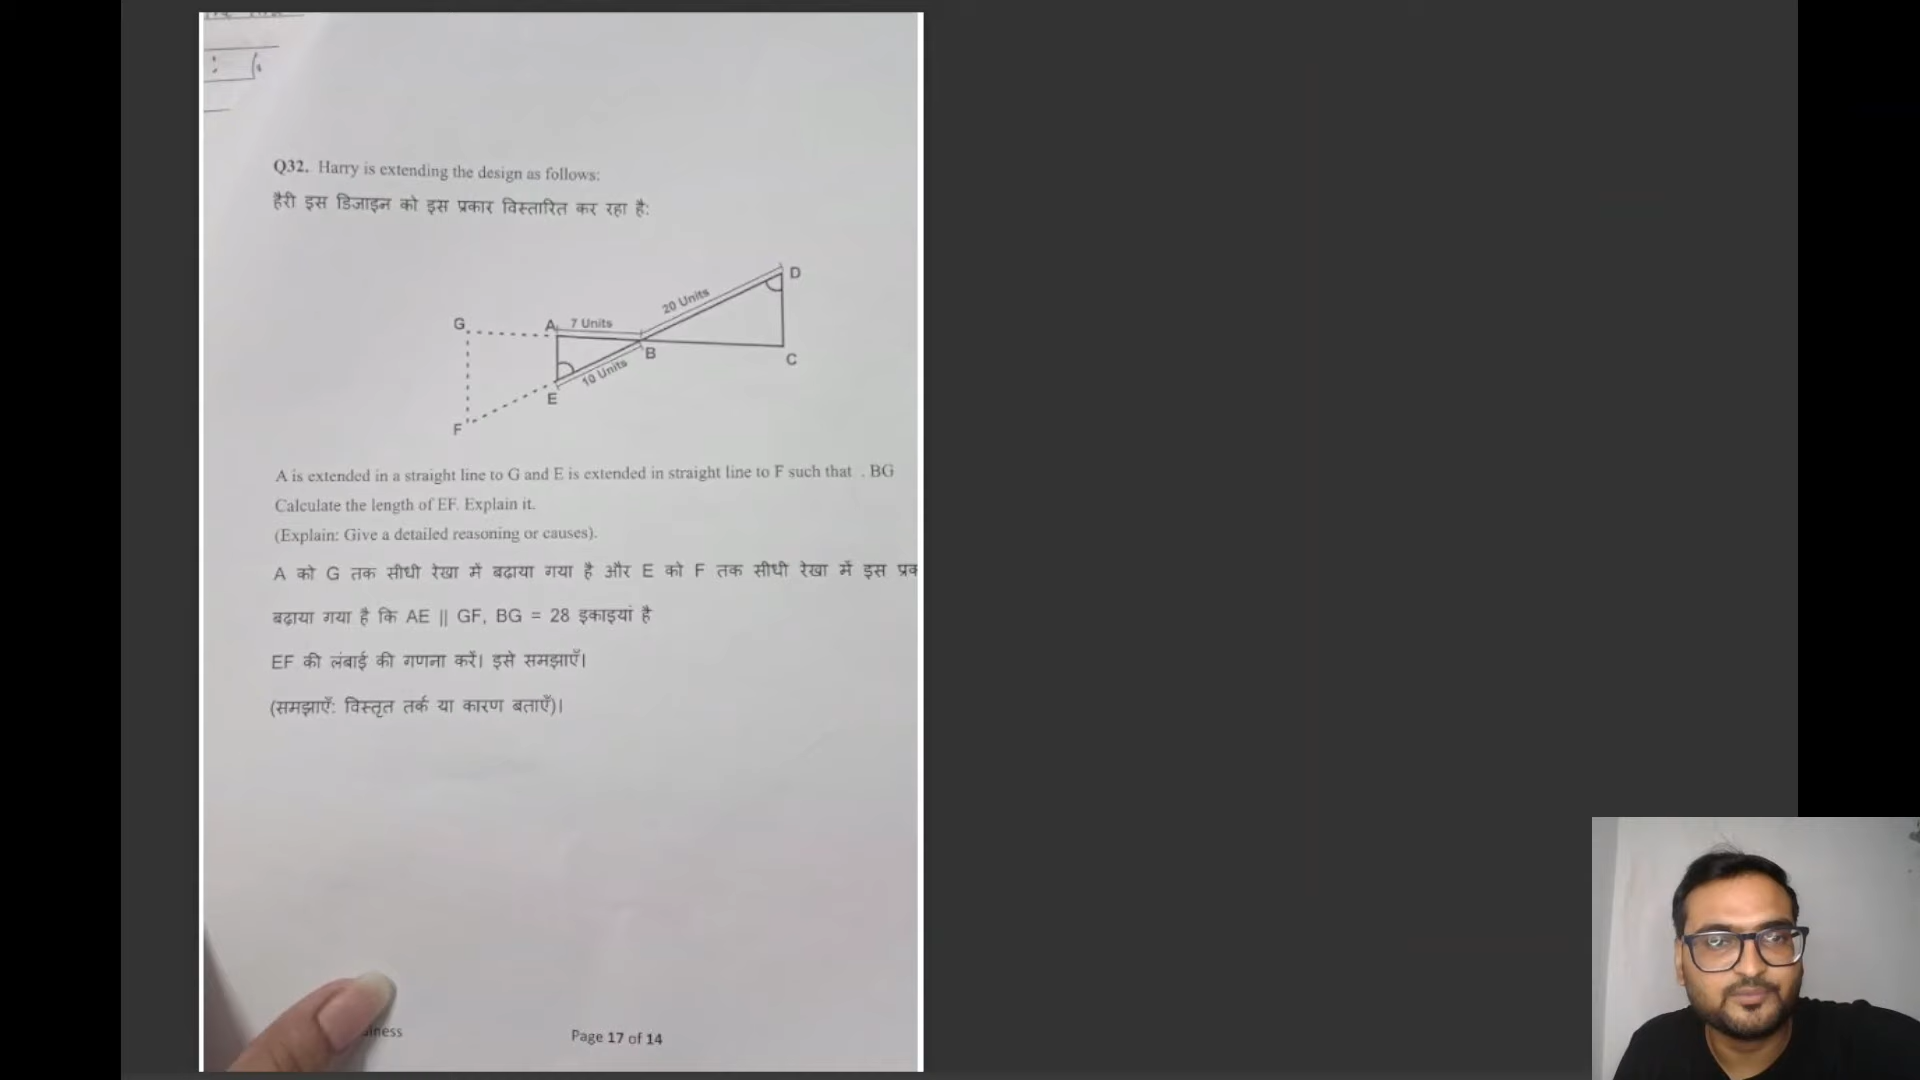 Q32. Harry is extending the design as follows:
हैरी इस डिजाइन को इस प्रकार विस्तारित कर रहा है:
D
20 Units
G
A
7 Units
B
C
10 Units
E
F
A is extended in a straight line to G and E is extended in straight line to F such that . BG
Calculate the length of EF. Explain it.
(Explain: Give a detailed reasoning or causes).
A को G तक सीधी रेखा में बढ़ाया गया है और E को F तक सीधी रेखा में इस प्रक
बढ़ाया गया है कि AE || GF, BG = 28 इकाइयां है
EF की लंबाई की गणना करें। इसे समझाएँ।
(समझाएँ: विस्तृत तर्क या कारण बताएँ)।
Page 17 of 14